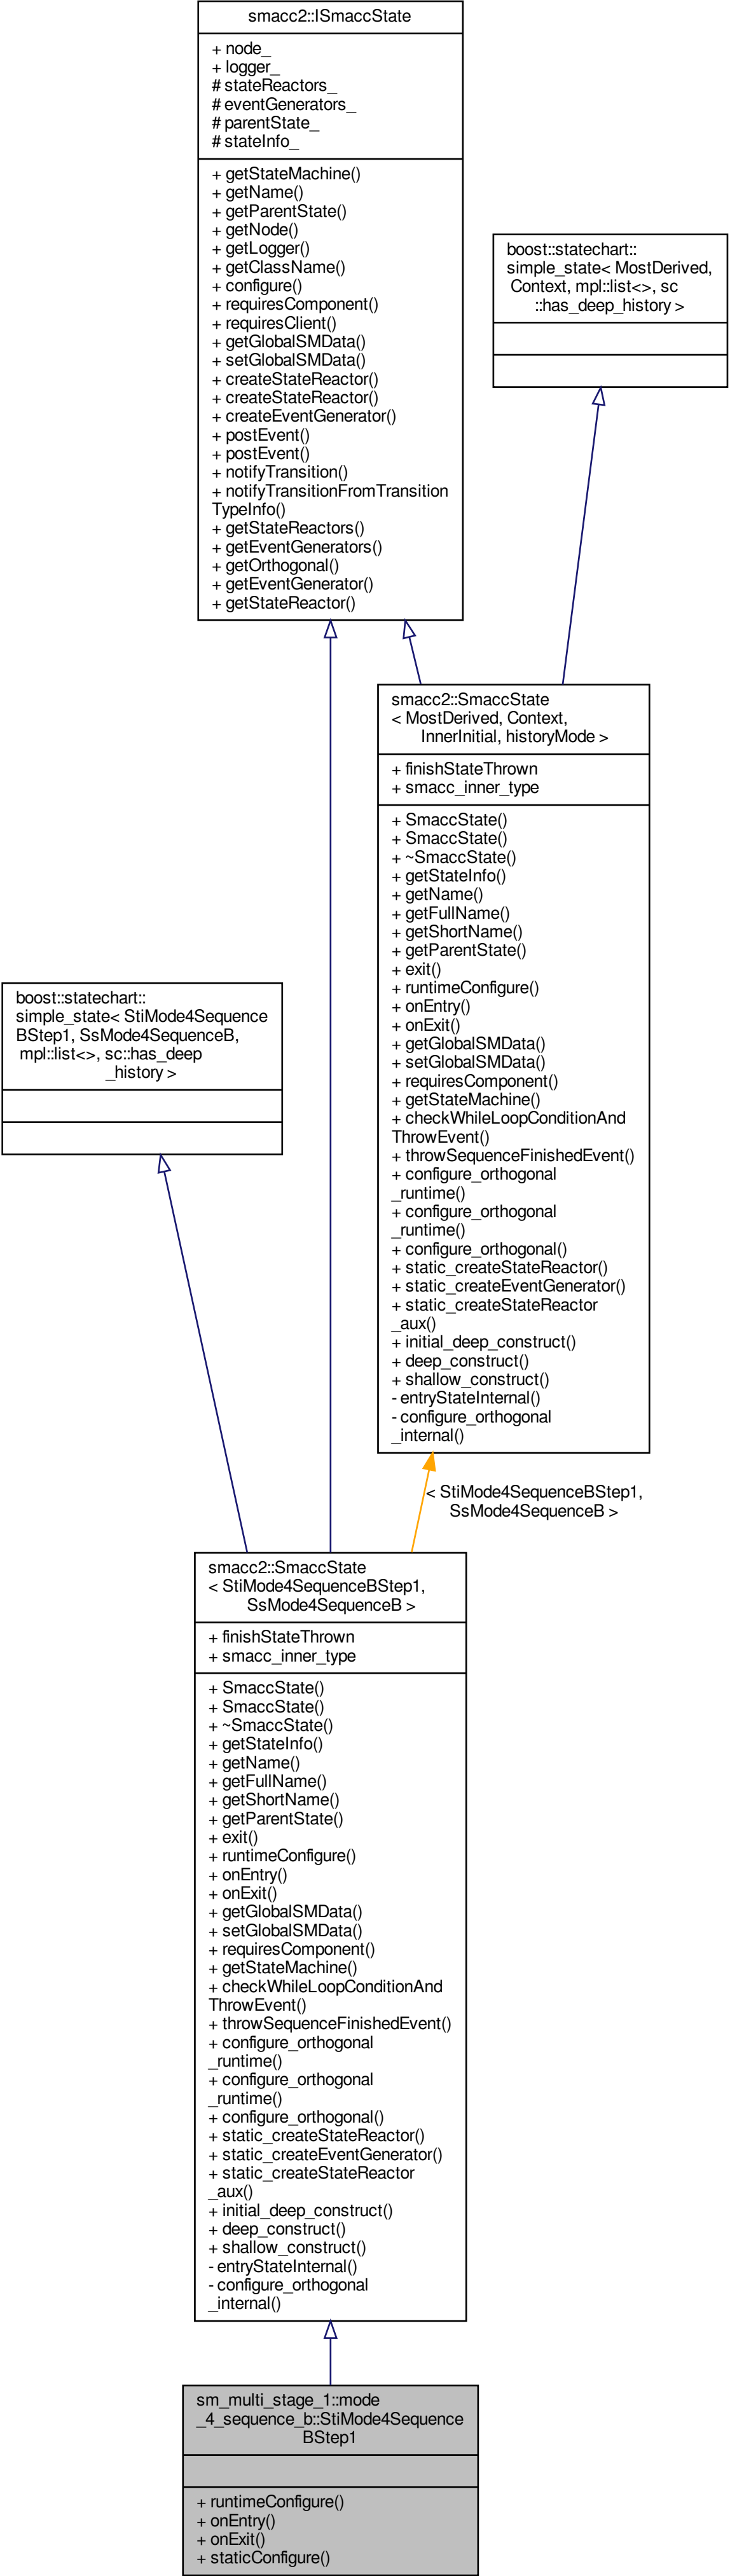 smacc2::ISmaccState
+ node_
+ logger_
# stateReactors_
# eventGenerators_
# parentState_
# stateInfo_
+ getStateMachine()
+ getName()
+ getParentState()
+ getNode()
+ getLogger()
+ getClassName()
+ configure()
+ requiresComponent()
+ requiresClient()
+ getGlobalSMData()
+ setGlobalSMData()
+ createStateReactor()
+ createStateReactor()
+ createEventGenerator()
+ postEvent()
+ postEvent()
+ notifyTransition()
+ notifyTransitionFromTransition
TypeInfo()
+ getStateReactors()
+ getEventGenerators()
+ getOrthogonal()
+ getEventGenerator()
+ getStateReactor()
boost::statechart::
simple_state< MostDerived,
Context, mpl::list<>, sc
::has_deep_history >
smacc2::SmaccState
< MostDerived, Context,
InnerInitial, historyMode >
+ finishStateThrown
+ smacc_inner_type
+ SmaccState()
+ SmaccState()
+ ~SmaccState()
+ getStateInfo()
+ getName()
+ getFullName()
+ getShortName()
+ getParentState()
+ exit()
+ runtimeConfigure()
+ onEntry()
+ onExit()
+ getGlobalSMData()
+ setGlobalSMData()
+ requiresComponent()
+ getStateMachine()
+ checkWhileLoopConditionAnd
ThrowEvent()
+ throwSequenceFinishedEvent()
+ configure_orthogonal
_runtime()
+ configure_orthogonal
_runtime()
+ configure_orthogonal()
+ static_createStateReactor()
+ static_createEventGenerator()
+ static_createStateReactor
_aux()
+ initial_deep_construct()
+ deep_construct()
+ shallow_construct()
- entryStateInternal()
- configure_orthogonal
_internal()
boost::statechart::
simple_state< StiMode4Sequence
BStep1, SsMode4SequenceB,
mpl::list<>, sc::has_deep
_history >
< StiMode4SequenceBStep1,
SsMode4SequenceB >
smacc2::SmaccState
< StiMode4SequenceBStep1,
SsMode4SequenceB >
+ finishStateThrown
+ smacc_inner_type
+ SmaccState()
+ SmaccState()
+ ~SmaccState()
+ getStateInfo()
+ getName()
+ getFullName()
+ getShortName()
+ getParentState()
+ exit()
+ runtimeConfigure()
+ onEntry()
+ onExit()
+ getGlobalSMData()
+ setGlobalSMData()
+ requiresComponent()
+ getStateMachine()
+ checkWhileLoopConditionAnd
ThrowEvent()
+ throwSequenceFinishedEvent()
+ configure_orthogonal
_runtime()
+ configure_orthogonal
_runtime()
+ configure_orthogonal()
+ static_createStateReactor()
+ static_createEventGenerator()
+ static_createStateReactor
_aux()
+ initial_deep_construct()
+ deep_construct()
+ shallow_construct()
- entryStateInternal()
- configure_orthogonal
_internal()
sm_multi_stage_1::mode
_4_sequence_b::StiMode4Sequence
BStep1
+ runtimeConfigure()
+ onEntry()
+ onExit()
+ staticConfigure()